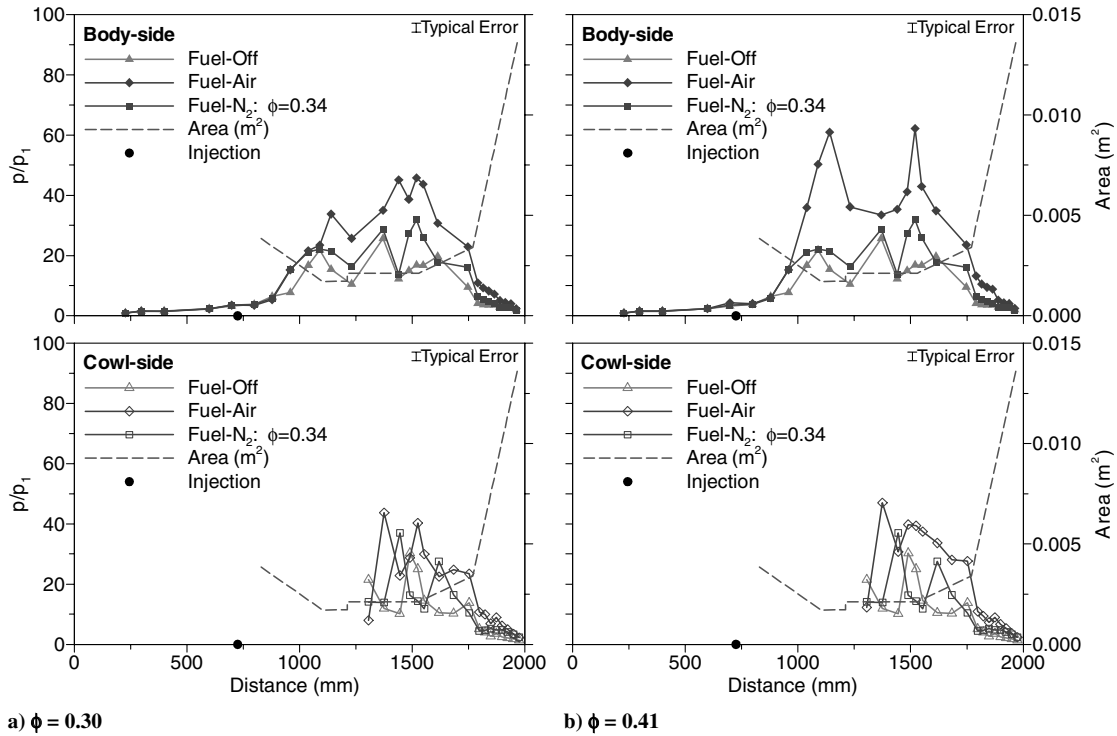 100
80
60
40
20
0
p/p1
Body-side
Fuel-Off
Fuel-Air
Fuel-N2: ϕ=0.34
Area (m2)
Injection
Typical Error
Body-side
Fuel-Off
Fuel-Air
Fuel-N2: ϕ=0.34
Area (m2)
Injection
Typical Error
0.015
0.010
0.005
0.000
Area (m2)
100
80
60
40
20
0
p/p1
Cowl-side
Fuel-Off
Fuel-Air
Fuel-N2: ϕ=0.34
Area (m2)
Injection
Typical Error
0 500 1000 1500 2000
Distance (mm)
Cowl-side
Fuel-Off
Fuel-Air
Fuel-N2: ϕ=0.34
Area (m2)
Injection
Typical Error
0.015
0.010
0.005
0.000
Area (m2)
0 500 1000 1500 2000
Distance (mm)
a) ϕ = 0.30
b) ϕ = 0.41